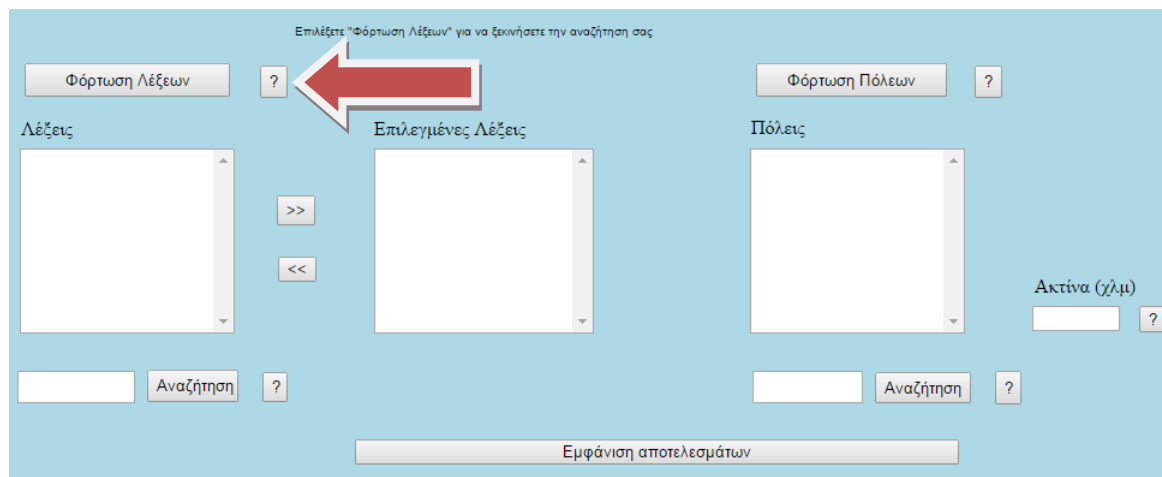 Επιλέξετε "Φόρτωση Λέξεων" για να ξεκινήσετε την αναζήτηση σας
Φόρτωση Λέξεων ? Φόρτωση Πόλεων ?
Λέξεις Επιλεγμένες Λέξεις Πόλεις
>>
<<
Ακτίνα (χλμ)
?
Αναζήτηση ? Αναζήτηση ?
Εμφάνιση αποτελεσμάτων